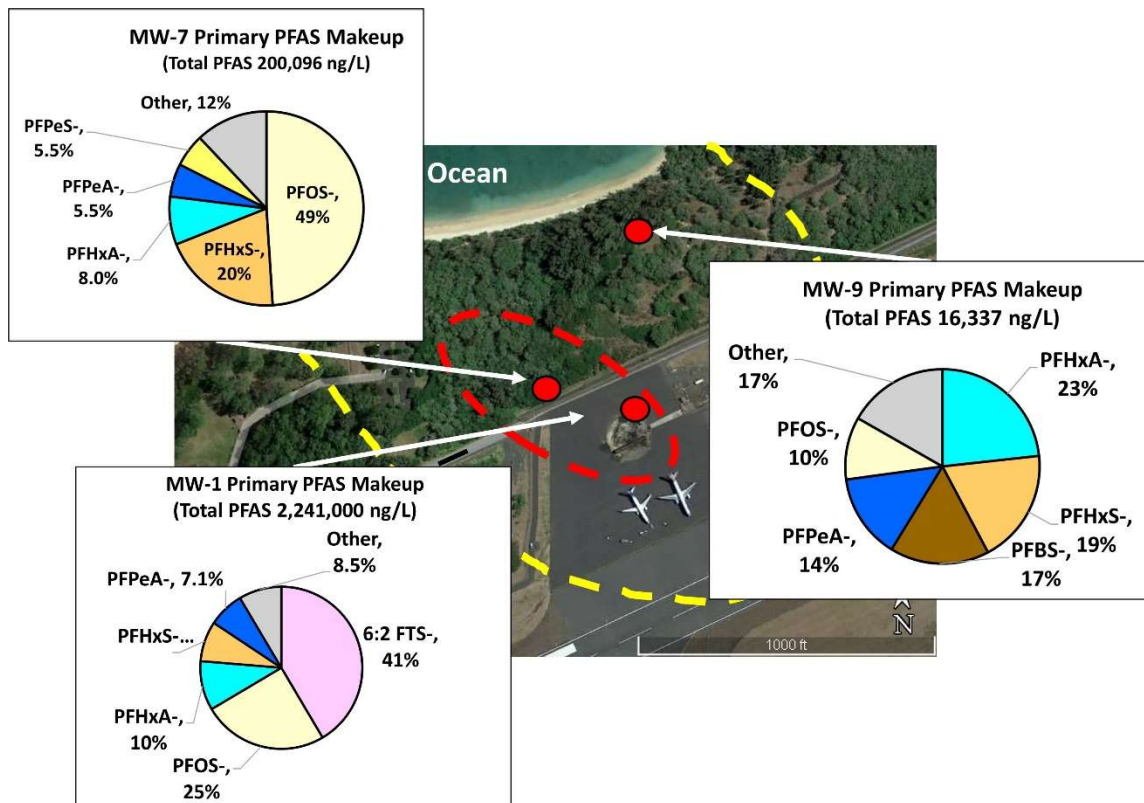 MW-7 Primary PFAS Makeup
(Total PFAS 200,096 ng/L)
Other, 12%
PFPeS-,
5.5%
PFPeA-,
5.5%
PFHxA-,
8.0%
PFHxS-,
20%
PFOS-,
49%
Ocean
MW-9 Primary PFAS Makeup
(Total PFAS 16,337 ng/L)
Other,
17%
PFHxA-,
23%
PFOS-,
10%
PFHxS-,
19%
PFPeA-,
14%
PFBS-,
17%
MW-1 Primary PFAS Makeup
(Total PFAS 2,241,000 ng/L)
Other,
8.5%
PFPeA-, 7.1%
PFHxS-...
6:2 FTS-,
41%
PFHxA-,
10%
PFOS-,
25%
N
1000 ft